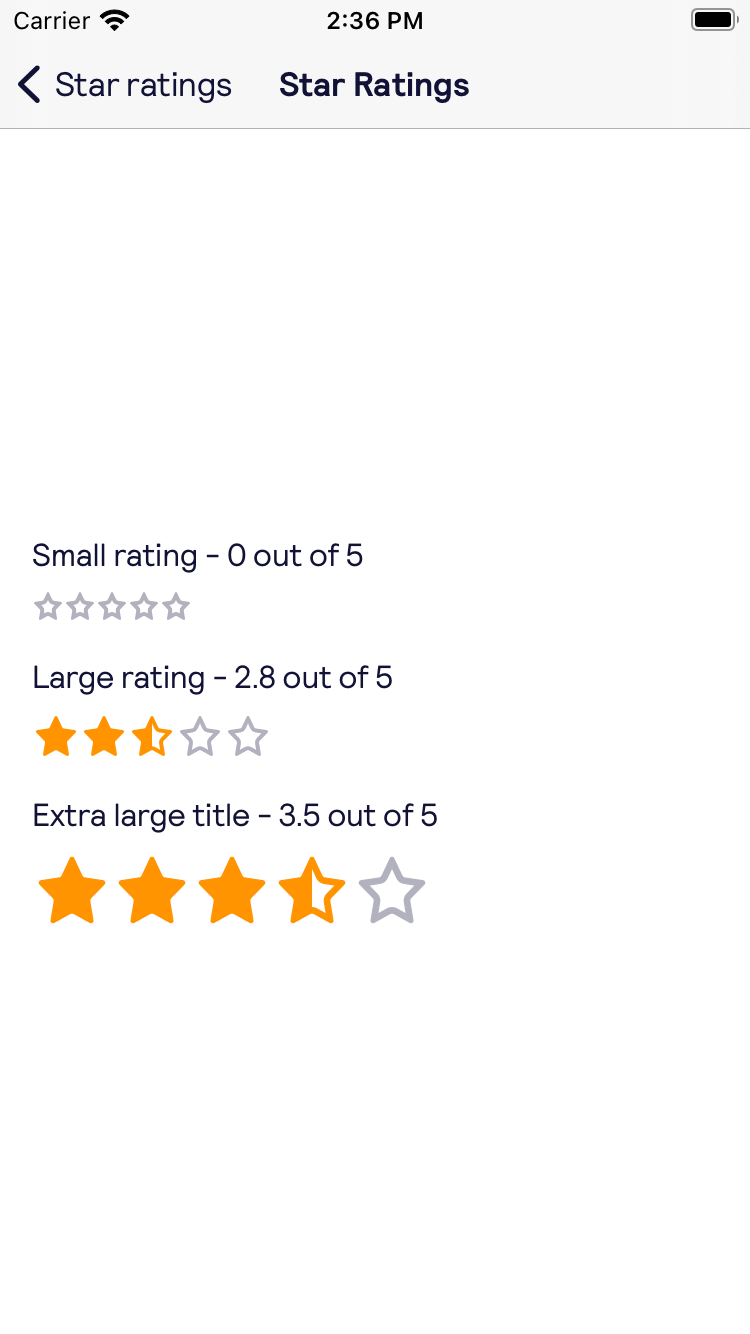 Carrier 2:36 PM
Star ratings Star Ratings
Small rating - 0 out of 5
Large rating - 2.8 out of 5
Extra large title - 3.5 out of 5